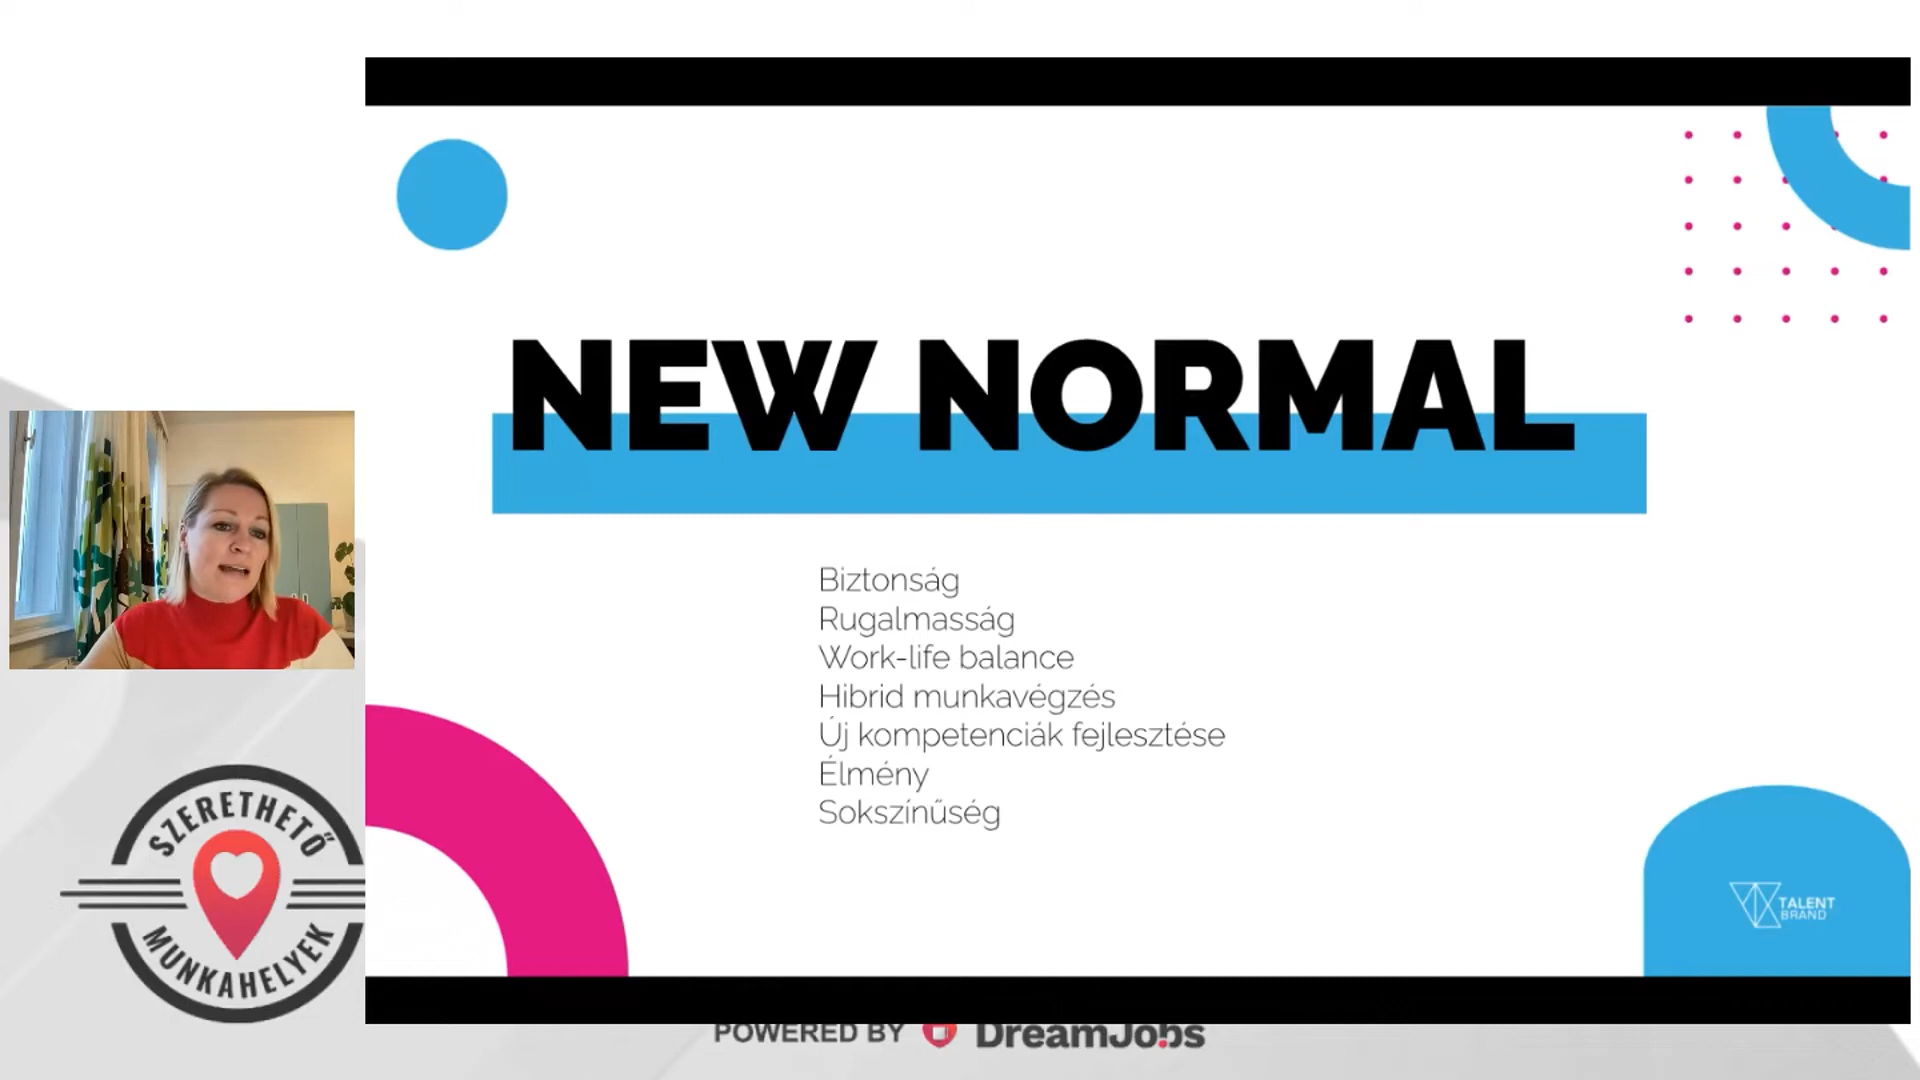 NEW NORMAL
Biztonság
Rugalmasság
Work-life balance
Hibrid munkavégzés
Új kompetenciák fejlesztése
Élmény
Sokszínűség
SZERETHETŐ
MUNKAHELYEK
TALENT
BRAND
POWERED BY DreamJobs